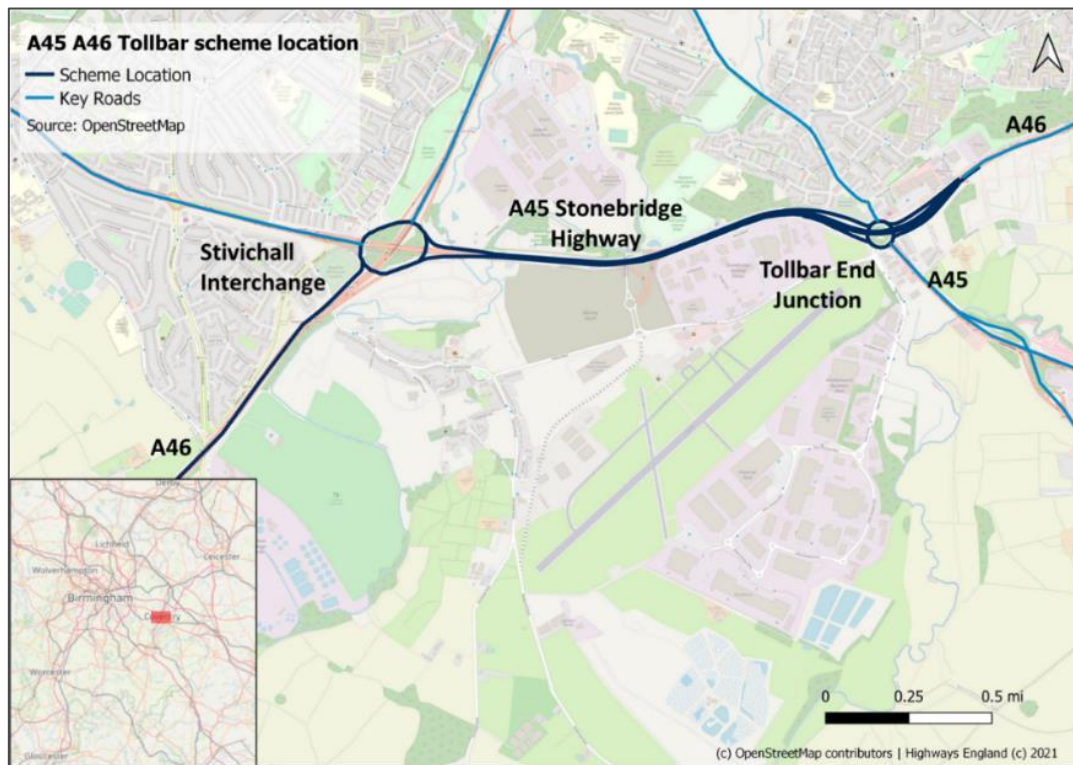 A45 A46 Tollbar scheme location
Scheme Location
Key Roads
Source: OpenStreetMap
A46
A45 Stonebridge
Highway
Stivichall
Interchange
Tollbar End
Junction
A45
A46
Derby
Lichfield
Leicester
Wolverhampton
Birmingham
Coventry
Worcester
Gloucester
0 0.25 0.5 mi
(c) OpenStreetMap contributors | Highways England (c) 2021